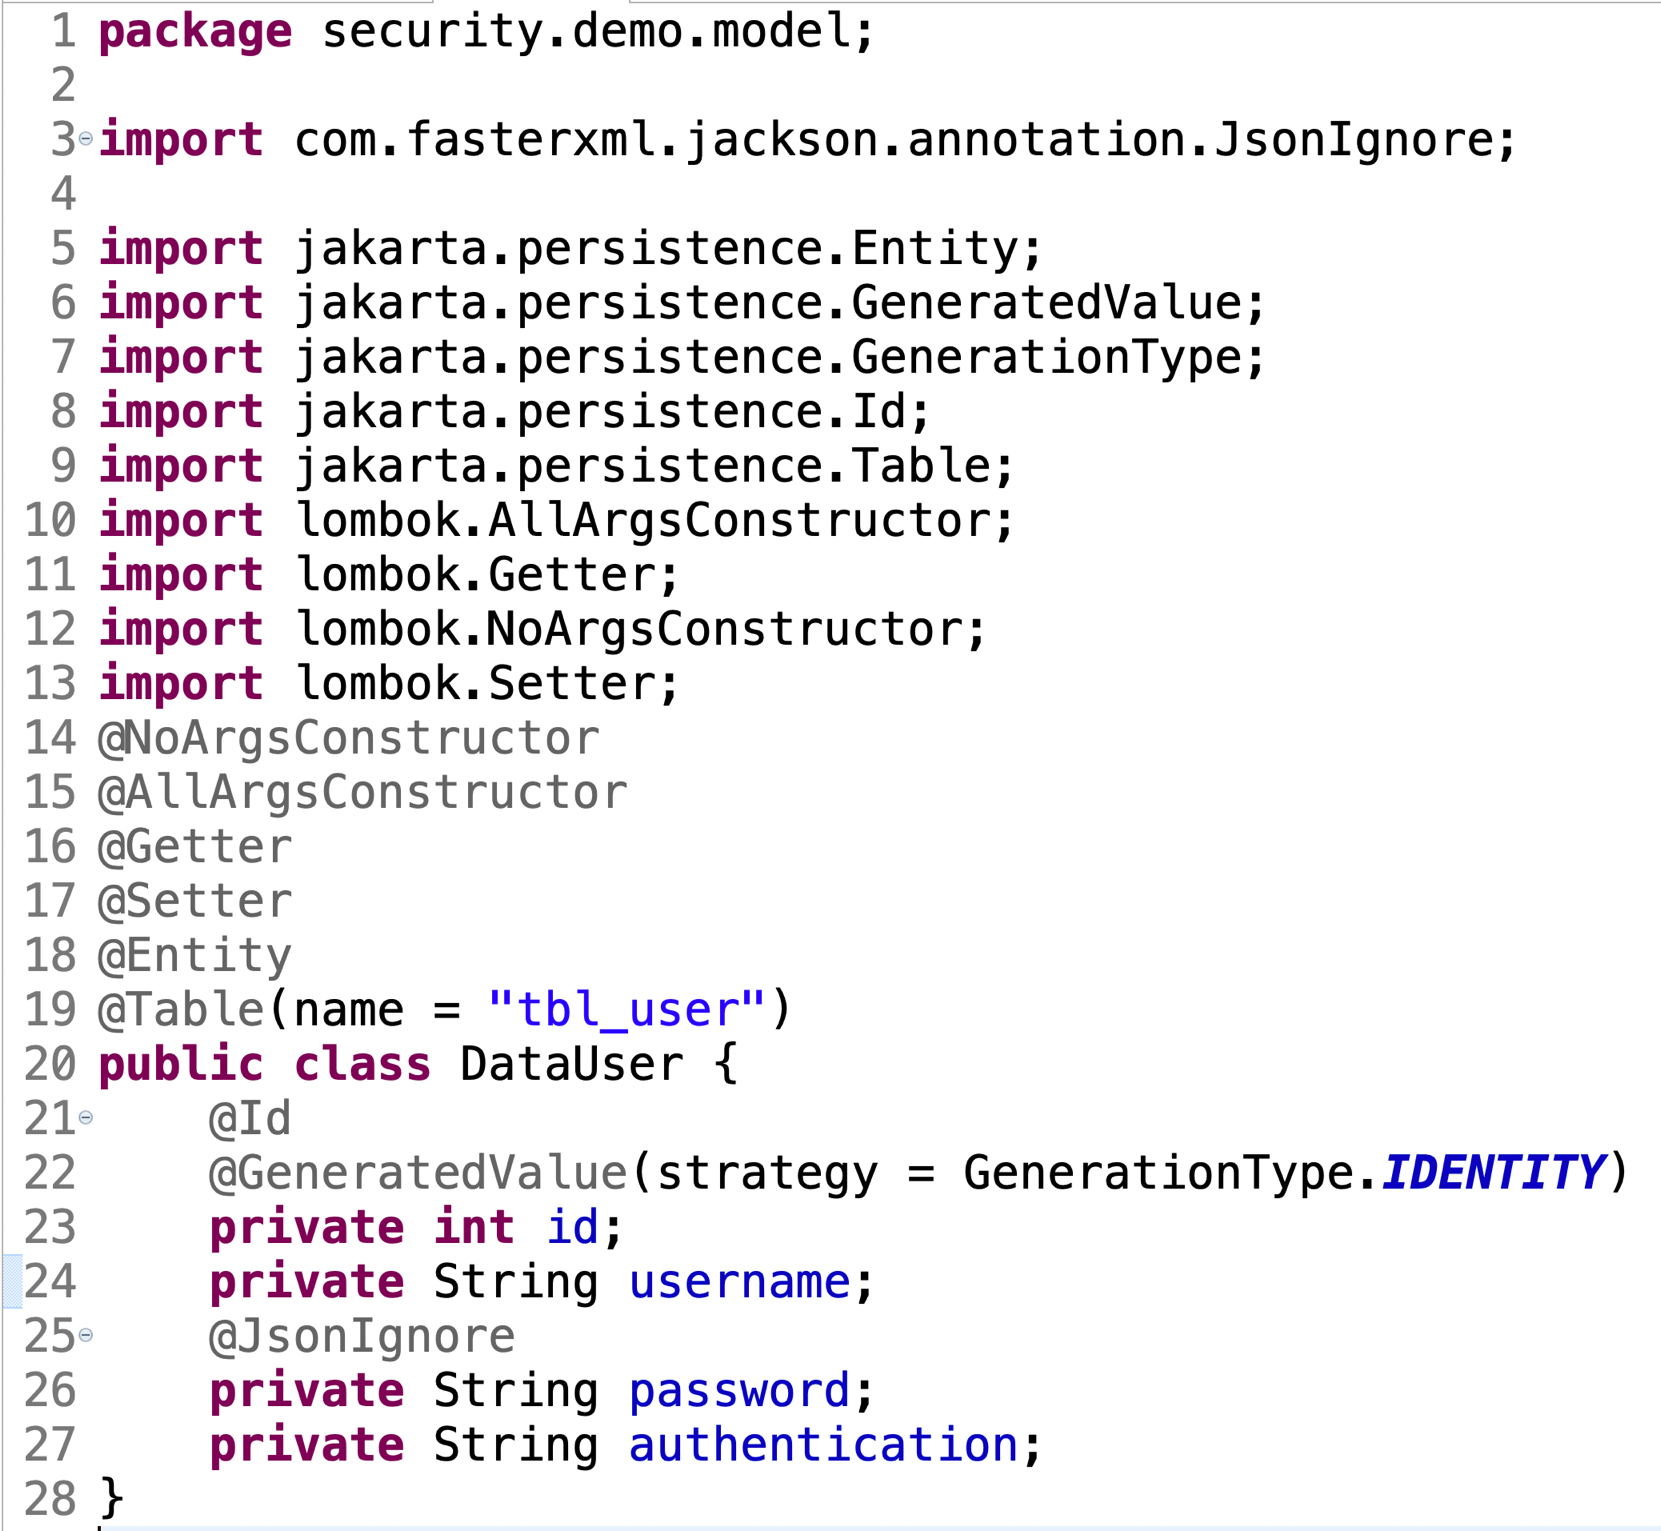 1 package security.demo.model;
2
3 import com.fasterxml.jackson.annotation.JsonIgnore;
4
5 import jakarta.persistence.Entity;
6 import jakarta.persistence.GeneratedValue;
7 import jakarta.persistence.GenerationType;
8 import jakarta.persistence.Id;
9 import jakarta.persistence.Table;
10 import lombok.AllArgsConstructor;
11 import lombok.Getter;
12 import lombok.NoArgsConstructor;
13 import lombok.Setter;
14 @NoArgsConstructor
15 @AllArgsConstructor
16 @Getter
17 @Setter
18 @Entity
19 @Table(name = "tbl_user")
20 public class DataUser {
21     @Id
22     @GeneratedValue(strategy = GenerationType.IDENTITY)
23     private int id;
24     private String username;
25     @JsonIgnore
26     private String password;
27     private String authentication;
28 }